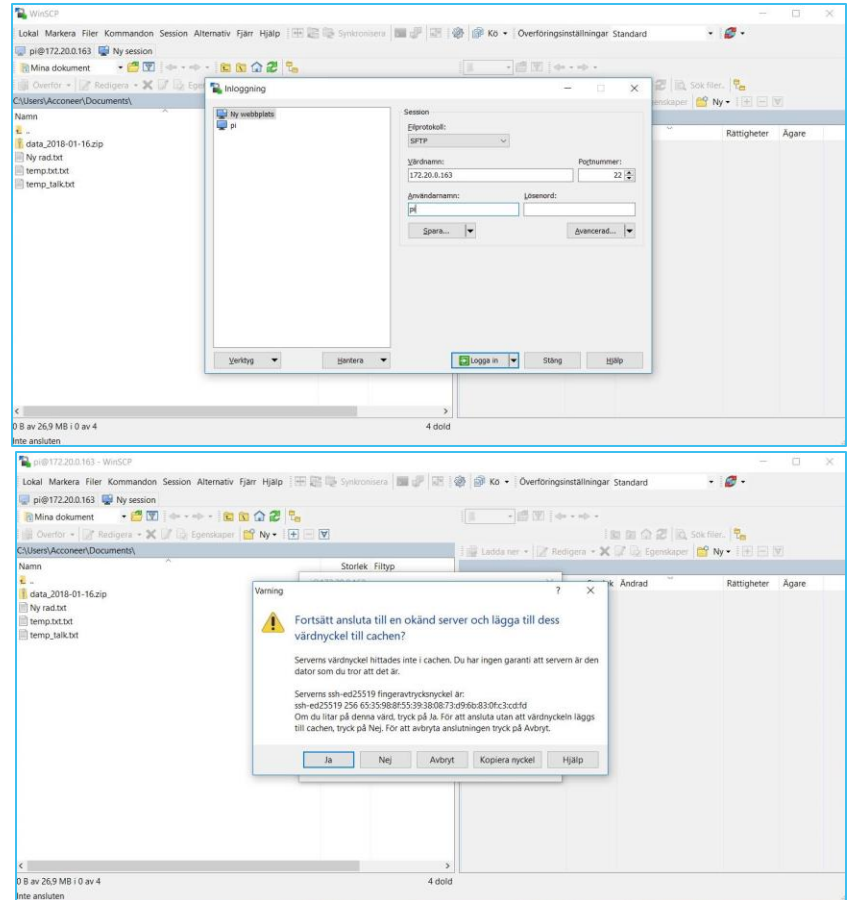 WinSCP
Lokal Markera Filer Kommandon Session Alternativ Fjärr Hjälp Synkronisera Kö Överföringsinställningar Standard
pi@172.20.0.163 Ny session
Mina dokument
Överför Redigera Sök filer.
C:\Users\Acconeer\Documents\ Ny
Namn Rättigheter Ägare
..
data_2018-01-16.zip
Ny rad.txt
temp.txt.txt
temp_talk.txt
Inloggning
Ny webbplats
pi
Session
Filprotokoll:
SFTP
Värdnamn: Portnummer:
172.20.0.163 22
Användarnamn: Lösenord:
pi
Spara... Avancerad...
Verktyg Hantera Logga in Stäng Hjälp
0 B av 26,9 MB i 0 av 4 4 dold
Inte ansluten
pi@172.20.0.163 - WinSCP
Lokal Markera Filer Kommandon Session Alternativ Fjärr Hjälp Synkronisera Kö Överföringsinställningar Standard
pi@172.20.0.163 Ny session
Mina dokument
Överför Redigera Egenskaper Ny Sök filer.
C:\Users\Acconeer\Documents\ Ladda ner Redigera Egenskaper Ny
Namn Storlek Filtyp
Ändrad Rättigheter Ägare
..
data_2018-01-16.zip
Ny rad.txt
temp.txt.txt
temp_talk.txt
Varning
Fortsätt ansluta till en okänd server och lägga till dess
värdnyckel till cachen?
Serverns värdnyckel hittades inte i cachen. Du har ingen garanti att servern är den
dator som du tror att det är.
Serverns ssh-ed25519 fingeravtrycksnyckel är:
ssh-ed25519 256 65:35:98:8f:55:39:38:08:73:d9:6b:83:0f:c3:cd:fd
Om du litar på denna värd, tryck på Ja. För att ansluta utan att värdnyckeln läggs
till cachen, tryck på Nej. För att avbryta anslutningen tryck på Avbryt.
Ja Nej Avbryt Kopiera nyckel Hjälp
0 B av 26,9 MB i 0 av 4 4 dold
Inte ansluten